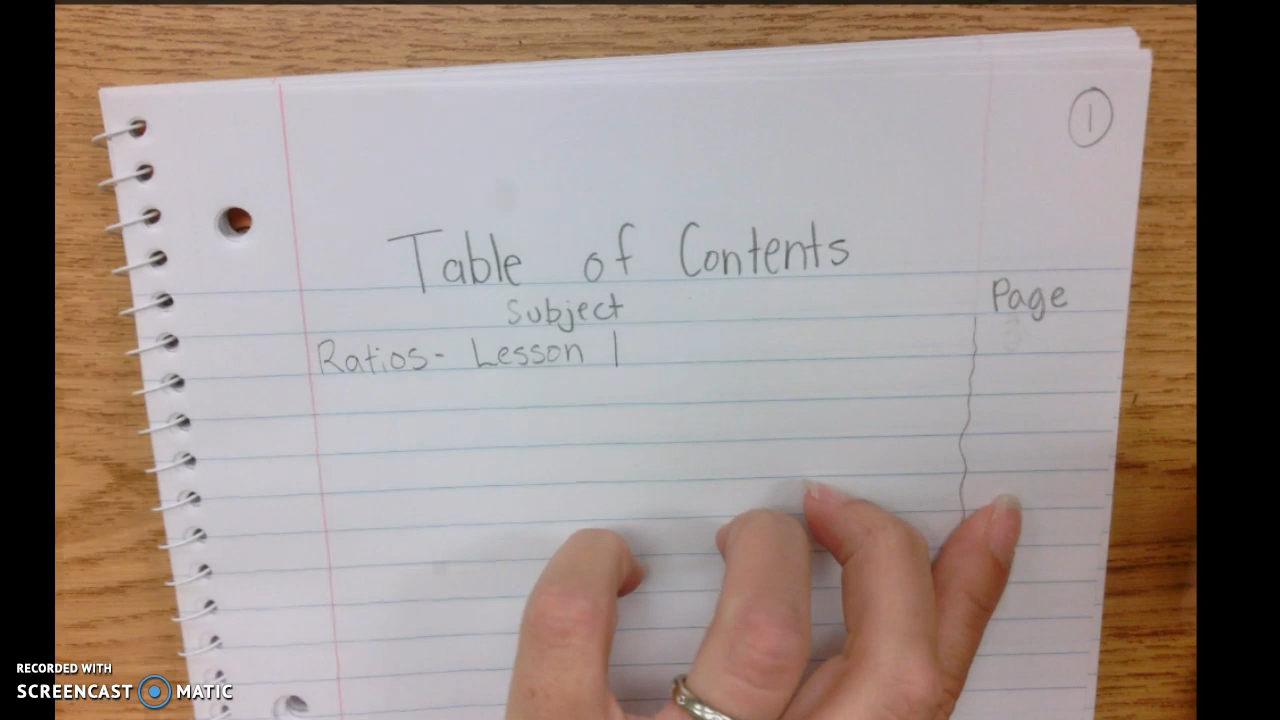 1
Table of Contents
Subject Page
Ratios- Lesson 1
RECORDED WITH
SCREENCAST MATIC